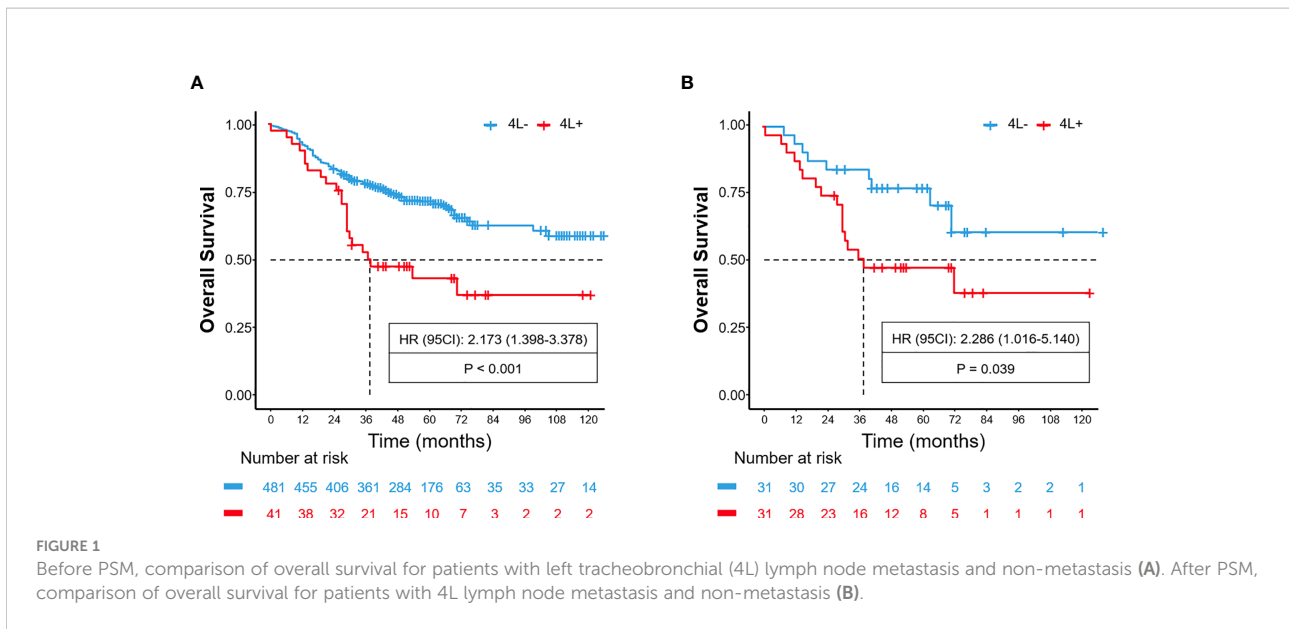 A
B
4L- 4L+
4L- 4L+
Overall Survival
1.00
0.75
0.50
0.25
0.00
HR (95CI): 2.173 (1.398-3.378)
P < 0.001
0 12 24 36 48 60 72 84 96 108 120
Time (months)
Overall Survival
1.00
0.75
0.50
0.25
0.00
HR (95CI): 2.286 (1.016-5.140)
P = 0.039
0 12 24 36 48 60 72 84 96 108 120
Time (months)
Number at risk
481 455 406 361 284 176 63 35 33 27 14
41 38 32 21 15 10 7 3 2 2 2
Number at risk
31 30 27 24 16 14 5 3 2 2 1
31 28 23 16 12 8 5 1 1 1 1
FIGURE 1
Before PSM, comparison of overall survival for patients with left tracheobronchial (4L) lymph node metastasis and non-metastasis (A). After PSM,
comparison of overall survival for patients with 4L lymph node metastasis and non-metastasis (B).